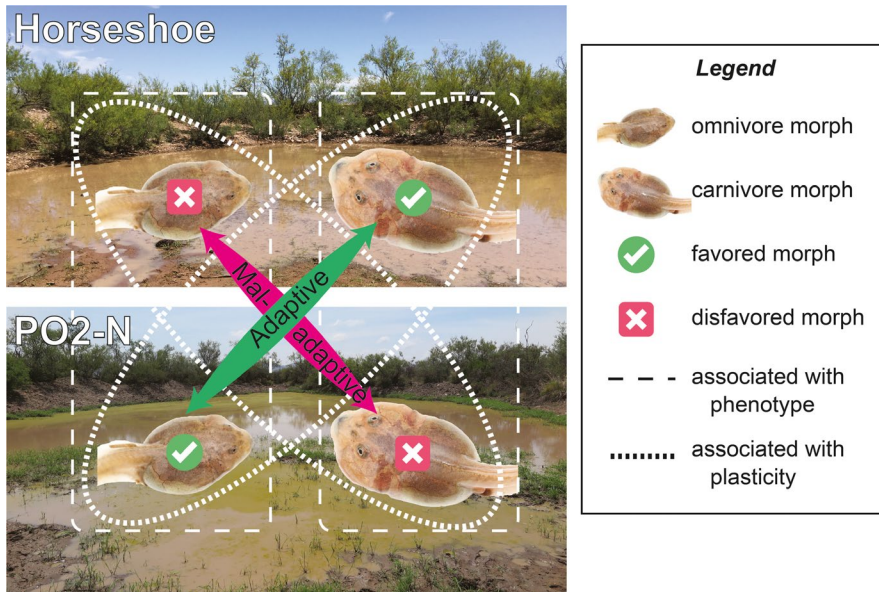 Horseshoe
Mal-
adaptive
Adaptive
PO2-N
Legend
omnivore morph
carnivore morph
favored morph
disfavored morph
associated with
phenotype
associated with
plasticity